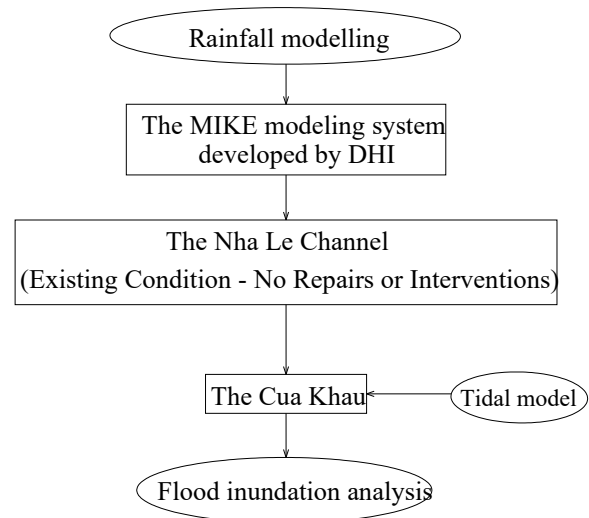 Rainfall modelling
The MIKE modeling system
developed by DHI
The Nha Le Channel
(Existing Condition - No Repairs or Interventions)
The Cua Khau
Tidal model
Flood inundation analysis